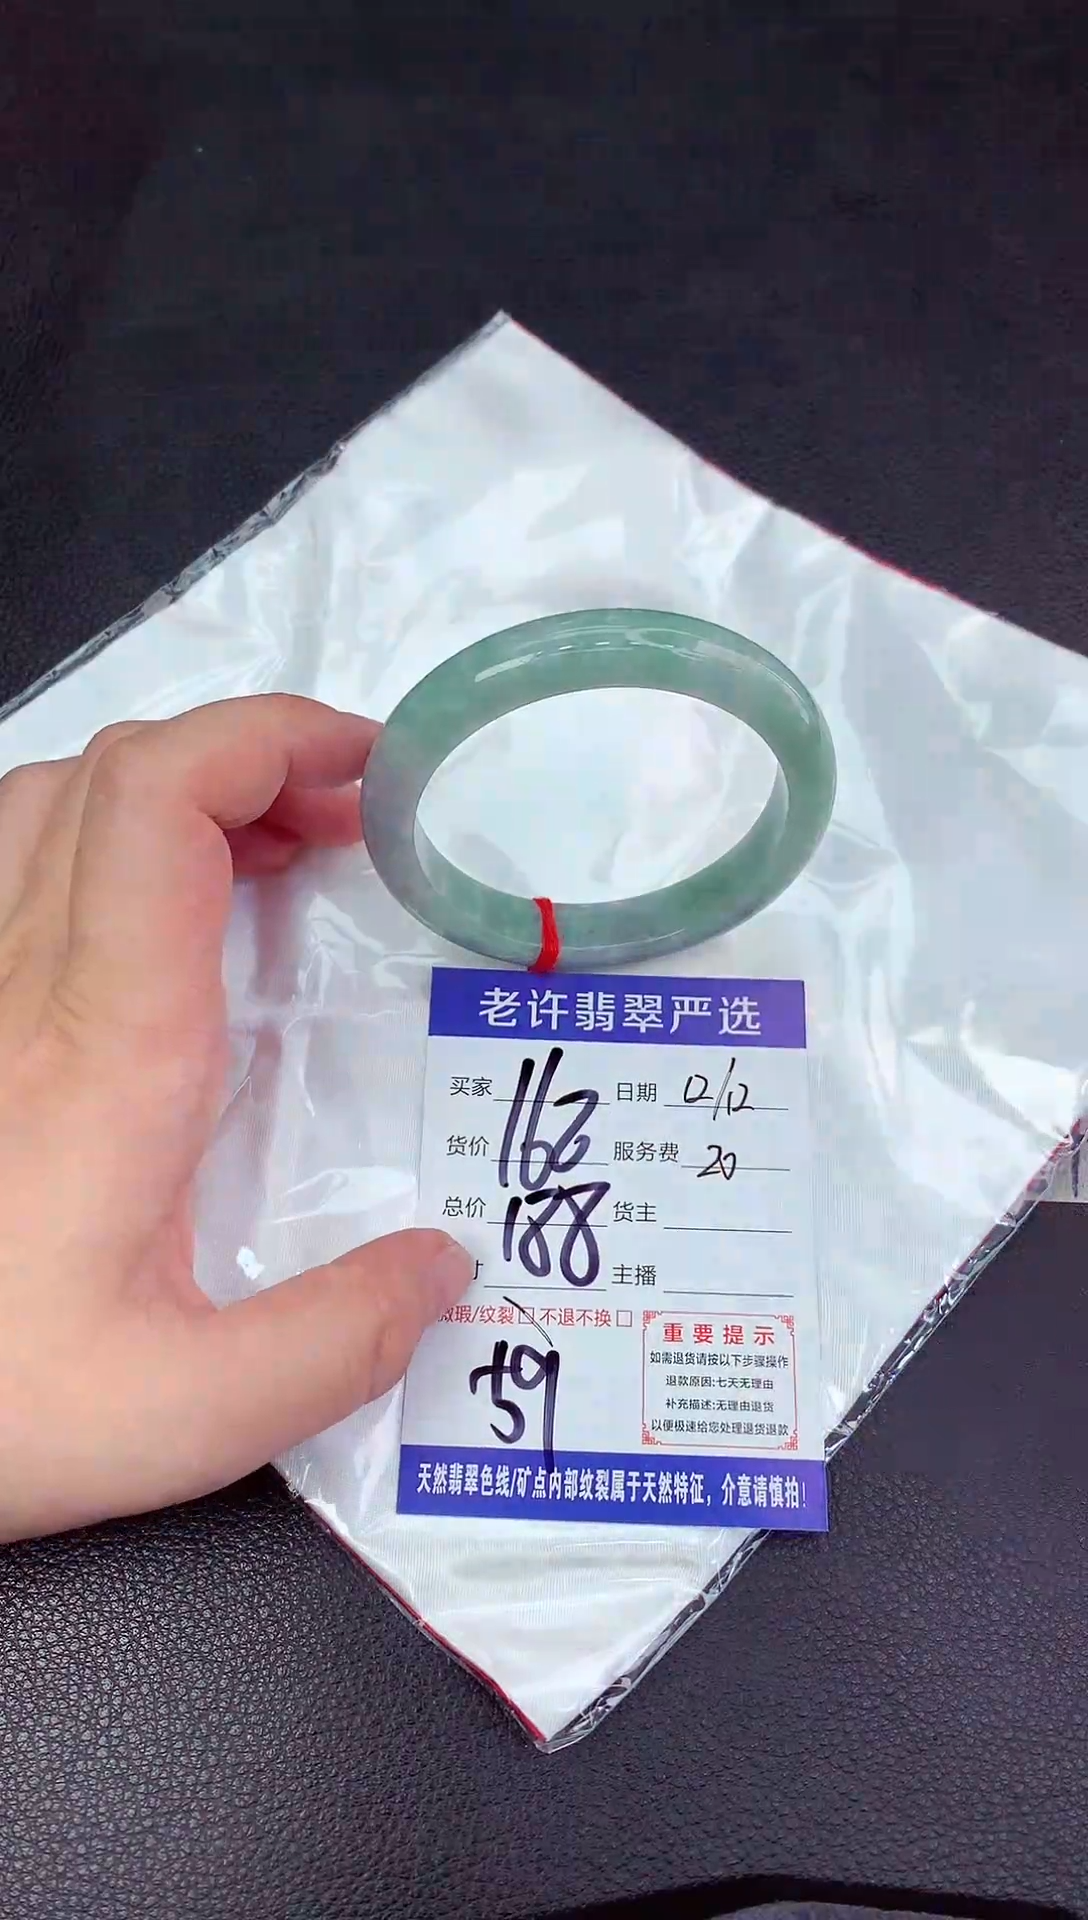 老许翡翠严选
买家 日期 12/12
货价 服务费 20
总价 188 货主
主播
瑕/纹裂□ 不退不换□
59
重要提示
如需退货请按以下步骤操作
退款原因:七天无理由
补充描述:无理由退货
以便极速给您处理退货退款
天然翡翠色线/矿点内部纹裂属于天然特征，介意请慎拍!